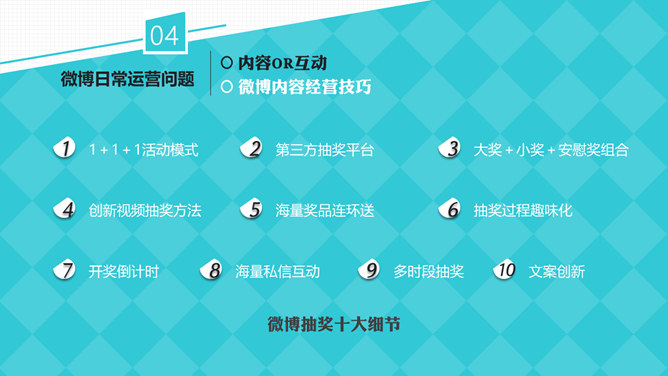 04
微博日常运营问题
内容OR互动
微博内容经营技巧
1 1+1+1活动模式
2 第三方抽奖平台
3 大奖+小奖+安慰奖组合
4 创新视频抽奖方法
5 海量奖品连环送
6 抽奖过程趣味化
7 开奖倒计时
8 海量私信互动
9 多时段抽奖
10 文案创新
微博抽奖十大细节